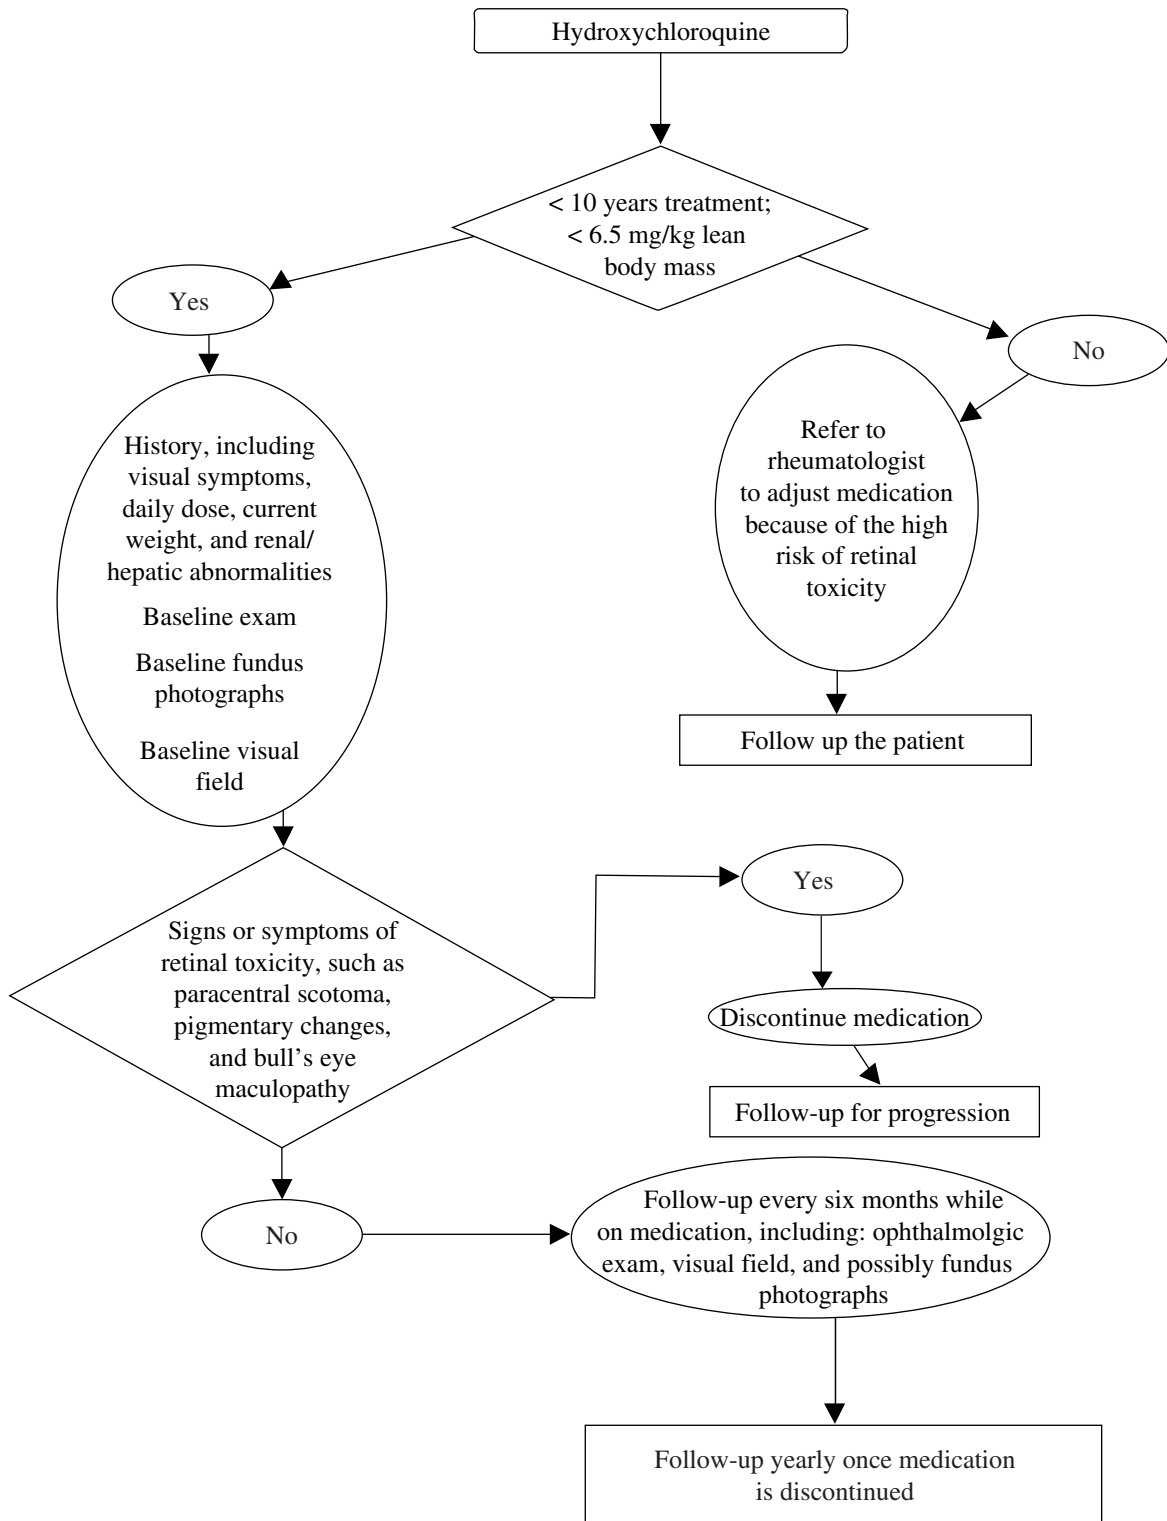 Hydroxychloroquine
< 10 years treatment;
< 6.5 mg/kg lean
body mass
Yes
No
History, including
visual symptoms,
daily dose, current
weight, and renal/
hepatic abnormalities
Baseline exam
Baseline fundus
photographs
Baseline visual
field
Refer to
rheumatologist
to adjust medication
because of the high
risk of retinal
toxicity
Follow up the patient
Signs or symptoms of
retinal toxicity, such as
paracentral scotoma,
pigmentary changes,
and bull's eye
maculopathy
Yes
Discontinue medication
Follow-up for progression
No
Follow-up every six months while
on medication, including: ophthalmolgic
exam, visual field, and possibly fundus
photographs
Follow-up yearly once medication
is discontinued